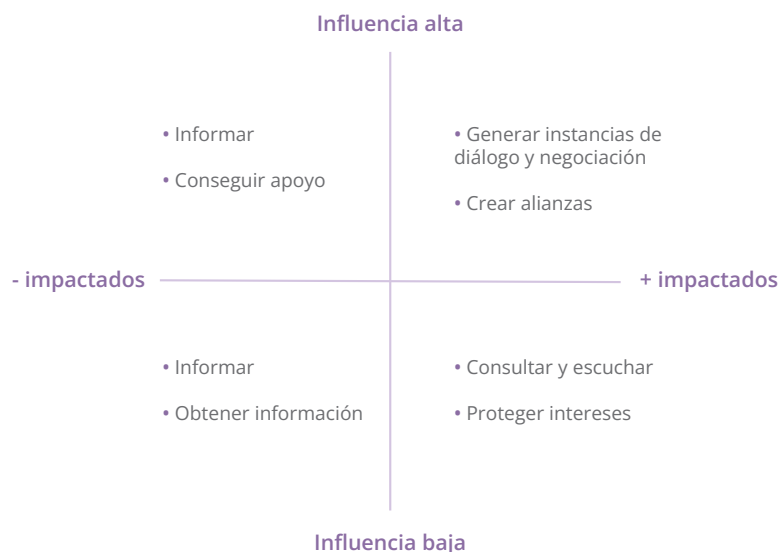 Influencia alta
• Informar
• Conseguir apoyo
• Generar instancias de
diálogo y negociación
• Crear alianzas
- impactados
+ impactados
• Informar
• Obtener información
• Consultar y escuchar
• Proteger intereses
Influencia baja